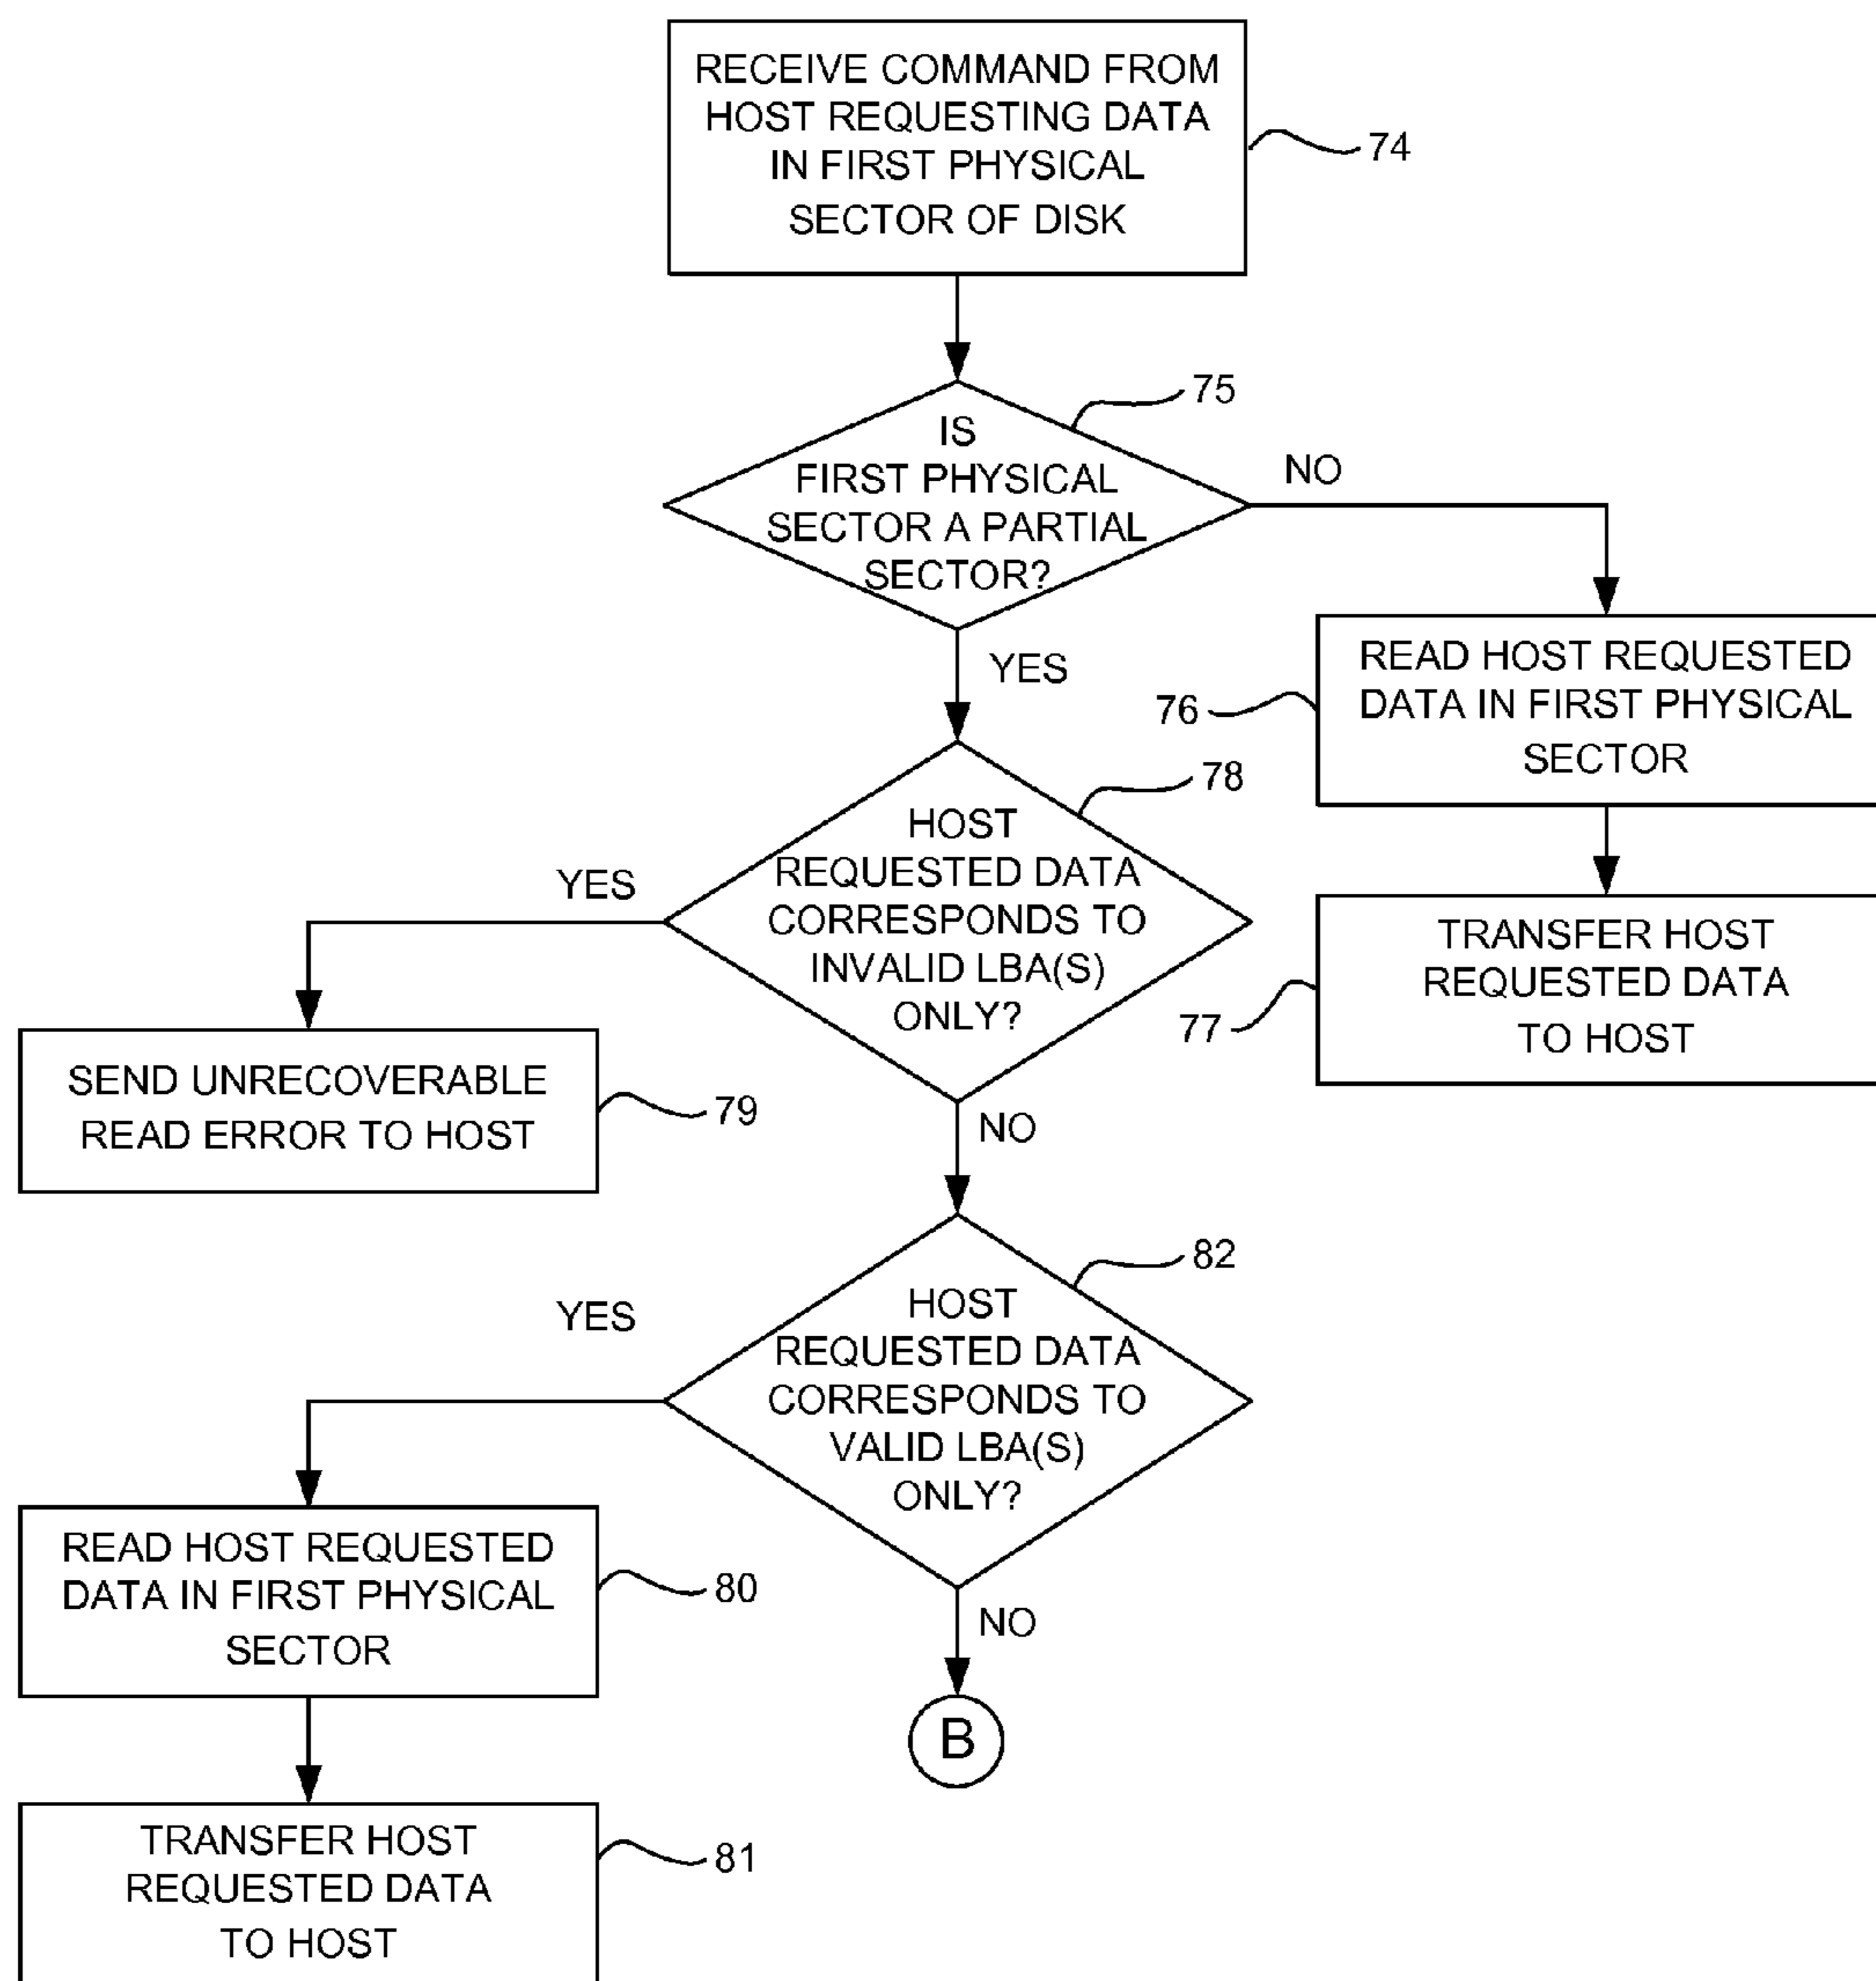 RECEIVE COMMAND FROM
HOST REQUESTING DATA
IN FIRST PHYSICAL
SECTOR OF DISK
74
75
IS
FIRST PHYSICAL
SECTOR A PARTIAL
SECTOR?
NO
YES
READ HOST REQUESTED
DATA IN FIRST PHYSICAL
SECTOR
76
TRANSFER HOST
REQUESTED DATA
TO HOST
77
78
HOST
REQUESTED DATA
CORRESPONDS TO
INVALID LBA(S)
ONLY?
YES
SEND UNRECOVERABLE
READ ERROR TO HOST
79
NO
82
HOST
REQUESTED DATA
CORRESPONDS TO
VALID LBA(S)
ONLY?
YES
READ HOST REQUESTED
DATA IN FIRST PHYSICAL
SECTOR
80
NO
B
TRANSFER HOST
REQUESTED DATA
TO HOST
81